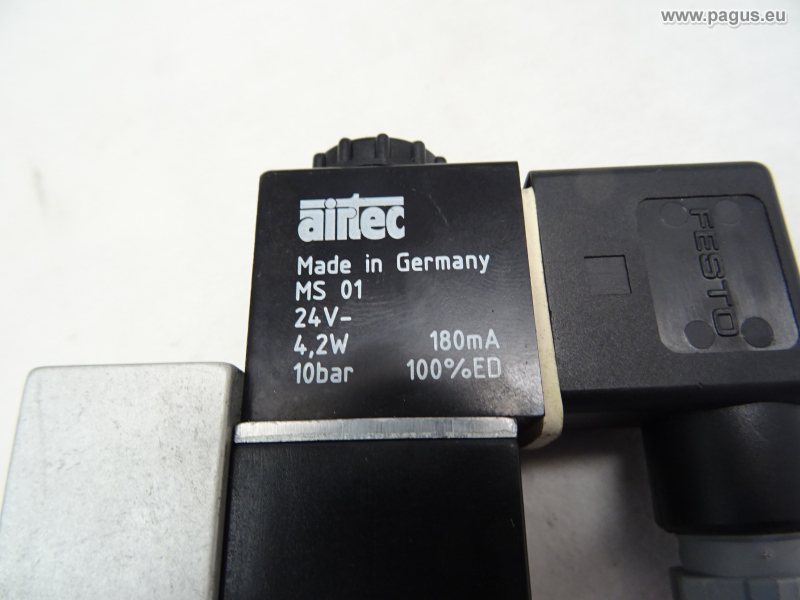 www.pagus.eu
airtec
Made in Germany
MS 01
24V-
4,2W 180mA
10bar 100%ED
FESTO